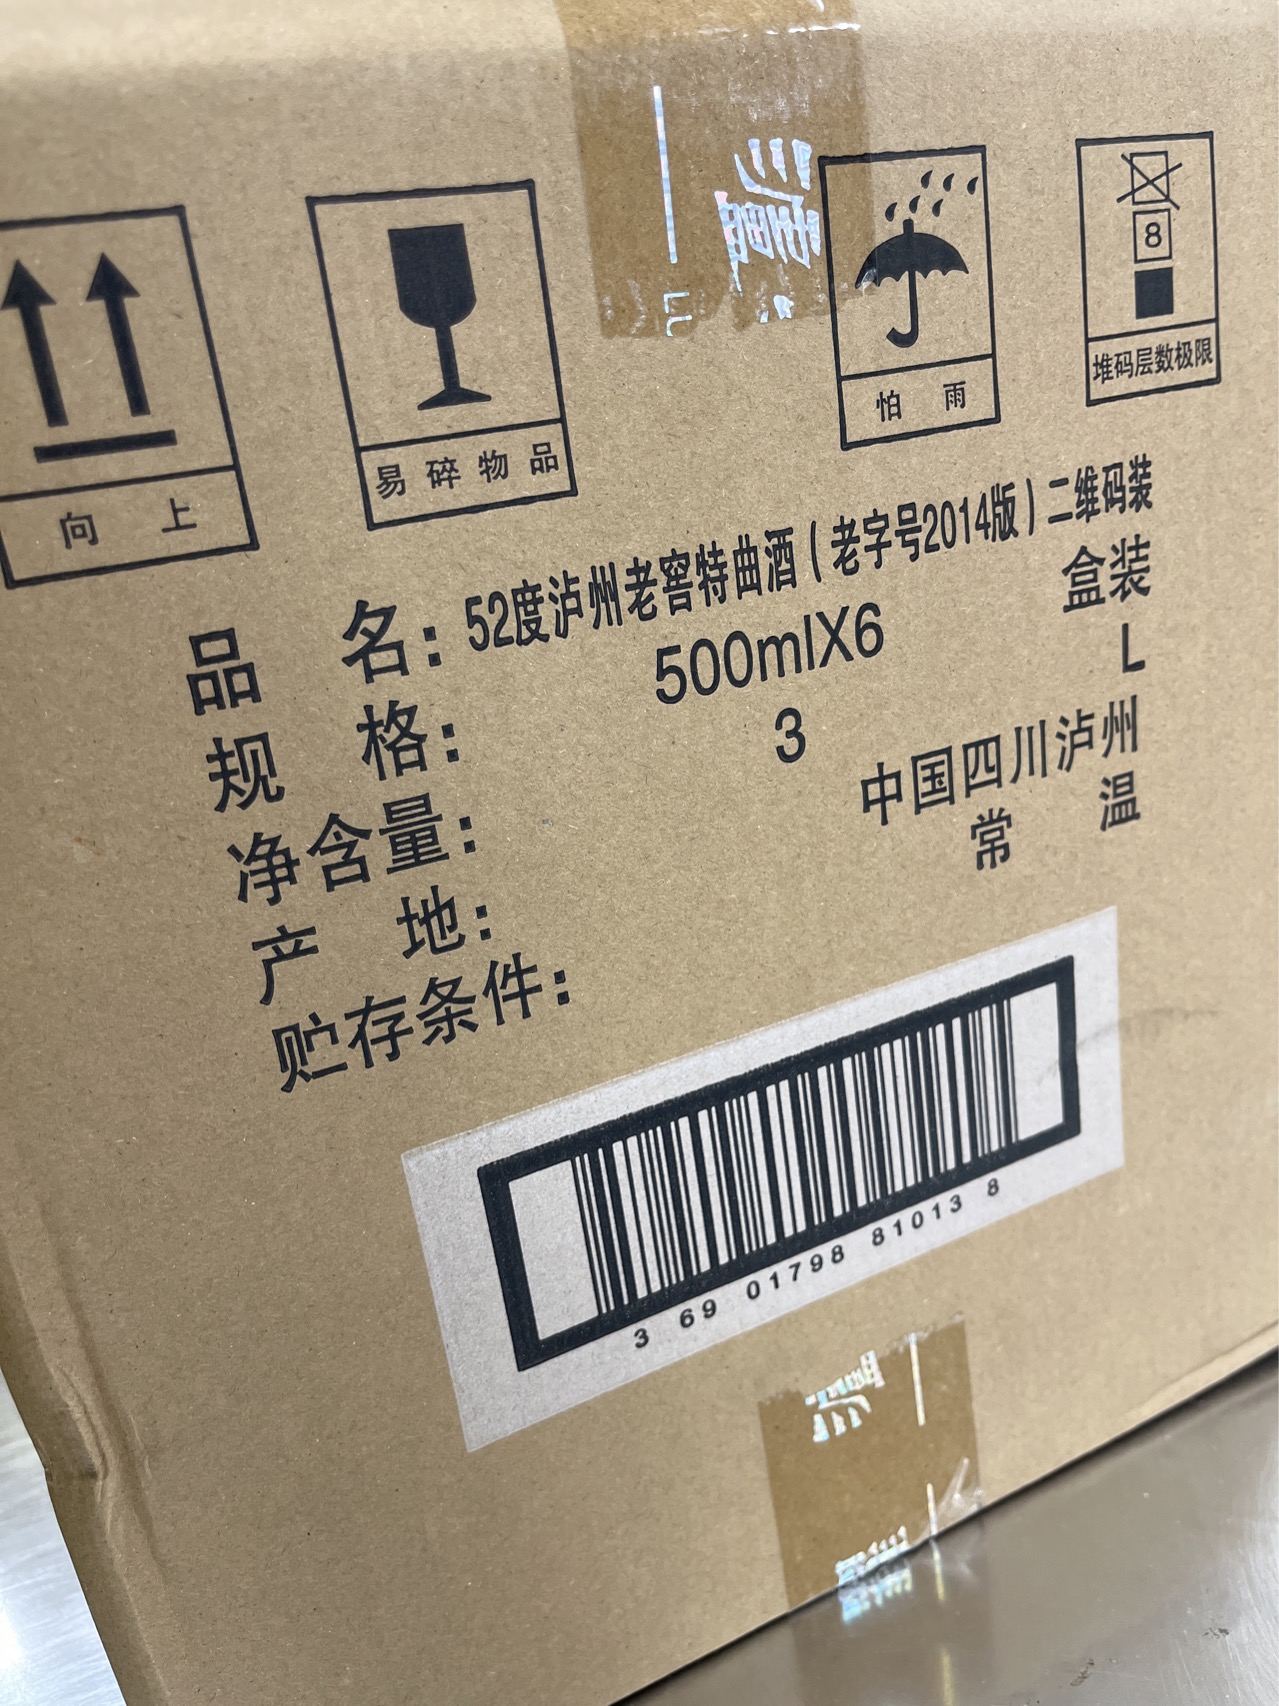 向 上
易碎物品
怕 雨
8
堆码层数极限
品 名：52度泸州老窖特曲酒（老字号2014版）二维码装
规 格： 500mlX6 盒装
净含量： 3 L
产 地： 中国四川泸州
贮存条件： 常 温
3 69 01798 81013 8